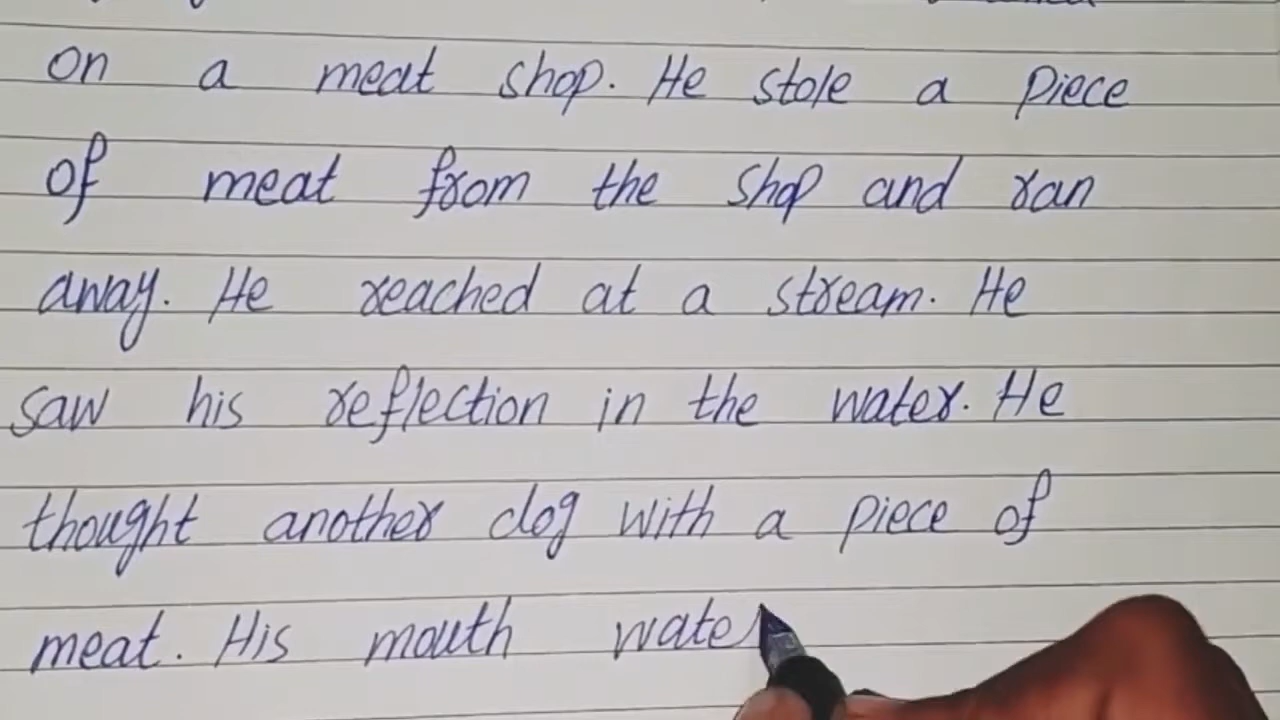 on a meat shop. He stole a piece
of meat from the shop and ran
away. He reached at a stream. He
saw his reflection in the water. He
thought another dog with a piece of
meat. His mouth wate